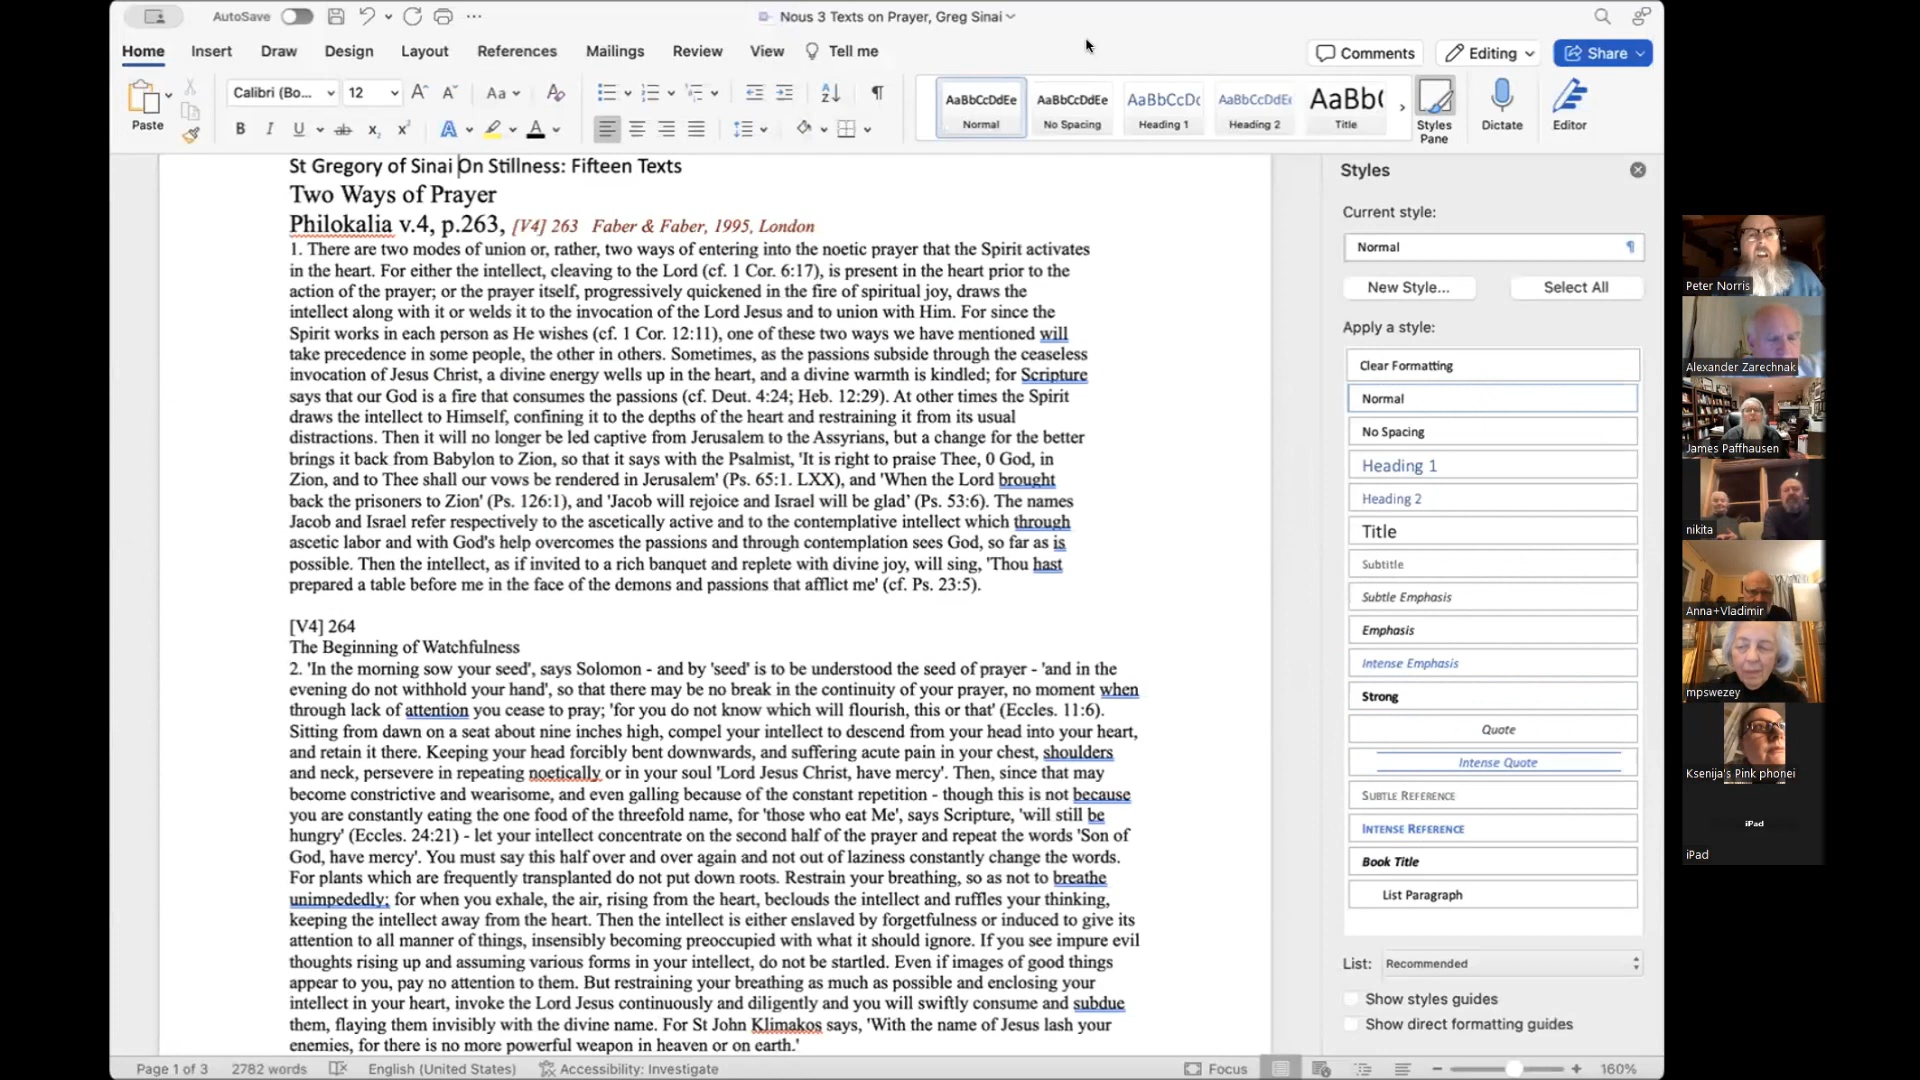 AutoSave
Nous 3 Texts on Prayer, Greg Sinai
Home Insert Draw Design Layout References Mailings Review View Tell me
Comments Editing Share
Paste
Calibri (Bo... 12
Aa
B I U ab x₂ x² A A
AaBbCcDdEe
Normal
AaBbCcDdEe
No Spacing
AaBbCcDc
Heading 1
AaBbCcDdEe
Heading 2
AaBb(
Title
Styles
Pane
Dictate
Editor
St Gregory of Sinai On Stillness: Fifteen Texts
Two Ways of Prayer
Philokalia v.4, p.263, [V4] 263 Faber & Faber, 1995, London
1. There are two modes of union or, rather, two ways of entering into the noetic prayer that the Spirit activates
in the heart. For either the intellect, cleaving to the Lord (cf. 1 Cor. 6:17), is present in the heart prior to the
action of the prayer; or the prayer itself, progressively quickened in the fire of spiritual joy, draws the
intellect along with it or welds it to the invocation of the Lord Jesus and to union with Him. For since the
Spirit works in each person as He wishes (cf. 1 Cor. 12:11), one of these two ways we have mentioned will
take precedence in some people, the other in others. Sometimes, as the passions subside through the ceaseless
invocation of Jesus Christ, a divine energy wells up in the heart, and a divine warmth is kindled; for Scripture
says that our God is a fire that consumes the passions (cf. Deut. 4:24; Heb. 12:29). At other times the Spirit
draws the intellect to Himself, confining it to the depths of the heart and restraining it from its usual
distractions. Then it will no longer be led captive from Jerusalem to the Assyrians, but a change for the better
brings it back from Babylon to Zion, so that it says with the Psalmist, 'It is right to praise Thee, 0 God, in
Zion, and to Thee shall our vows be rendered in Jerusalem' (Ps. 65:1. LXX), and 'When the Lord brought
back the prisoners to Zion' (Ps. 126:1), and 'Jacob will rejoice and Israel will be glad' (Ps. 53:6). The names
Jacob and Israel refer respectively to the ascetically active and to the contemplative intellect which through
ascetic labor and with God's help overcomes the passions and through contemplation sees God, so far as is
possible. Then the intellect, as if invited to a rich banquet and replete with divine joy, will sing, 'Thou hast
prepared a table before me in the face of the demons and passions that afflict me' (cf. Ps. 23:5).
[V4] 264
The Beginning of Watchfulness
2. 'In the morning sow your seed', says Solomon - and by 'seed' is to be understood the seed of prayer - 'and in the
evening do not withhold your hand', so that there may be no break in the continuity of your prayer, no moment when
through lack of attention you cease to pray; 'for you do not know which will flourish, this or that' (Eccles. 11:6).
Sitting from dawn on a seat about nine inches high, compel your intellect to descend from your head into your heart,
and retain it there. Keeping your head forcibly bent downwards, and suffering acute pain in your chest, shoulders
and neck, persevere in repeating noetically or in your soul 'Lord Jesus Christ, have mercy'. Then, since that may
become constrictive and wearisome, and even galling because of the constant repetition - though this is not because
you are constantly eating the one food of the threefold name, for 'those who eat Me', says Scripture, 'will still be
hungry' (Eccles. 24:21) - let your intellect concentrate on the second half of the prayer and repeat the words 'Son of
God, have mercy'. You must say this half over and over again and not out of laziness constantly change the words.
For plants which are frequently transplanted do not put down roots. Restrain your breathing, so as not to breathe
unimpededly; for when you exhale, the air, rising from the heart, beclouds the intellect and ruffles your thinking,
keeping the intellect away from the heart. Then the intellect is either enslaved by forgetfulness or induced to give its
attention to all manner of things, insensibly becoming preoccupied with what it should ignore. If you see impure evil
thoughts rising up and assuming various forms in your intellect, do not be startled. Even if images of good things
appear to you, pay no attention to them. But restraining your breathing as much as possible and enclosing your
intellect in your heart, invoke the Lord Jesus continuously and diligently and you will swiftly consume and subdue
them, flaying them invisibly with the divine name. For St John Klimakos says, 'With the name of Jesus lash your
enemies, for there is no more powerful weapon in heaven or on earth.'
Styles
Current style:
Normal
New Style... Select All
Apply a style:
Clear Formatting
Normal
No Spacing
Heading 1
Heading 2
Title
Subtitle
Subtle Emphasis
Emphasis
Intense Emphasis
Strong
Quote
Intense Quote
SUBTLE REFERENCE
INTENSE REFERENCE
Book Title
List Paragraph
List: Recommended
Show styles guides
Show direct formatting guides
Page 1 of 3 2782 words English (United States) Accessibility: Investigate Focus 160%
Peter Norris
Alexander Zarechnak
James Paffhausen
nikita
Anna+Vladimir
mpswezey
Ksenija's Pink phonei
iPad
iPad